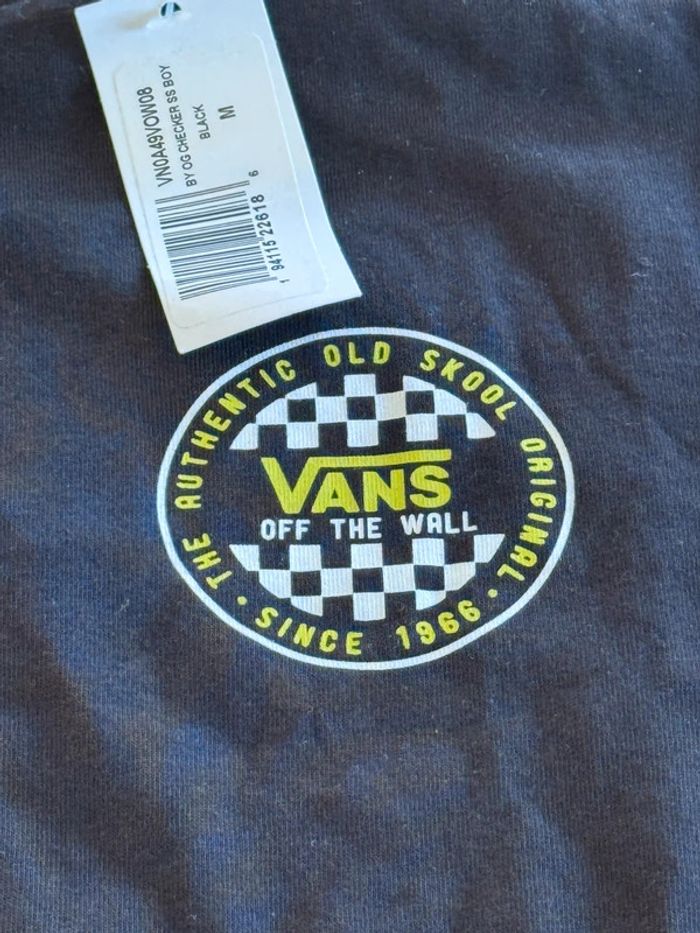 VN0A49VOW08
BY OG CHECKER SS BOY
BLACK
M
1 94115 22618 6
THE AUTHENTIC OLD SKOOL ORIGINAL
VANS
OFF THE WALL
• SINCE 1966 •